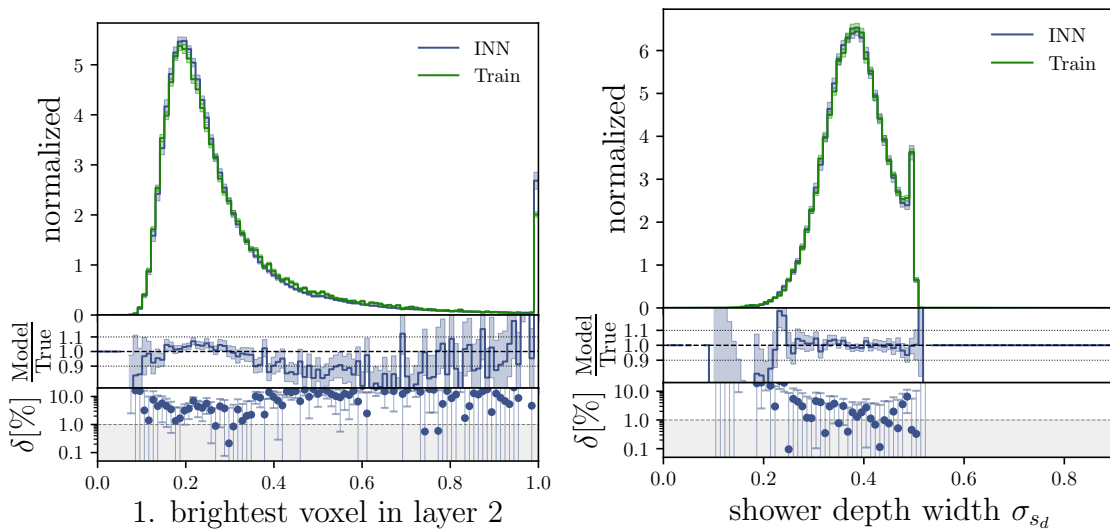 normalized
5
4
3
2
1
0
INN
Train
Model
True
1.1
1.0
0.9
δ[%]
10.0
1.0
0.1
0.0 0.2 0.4 0.6 0.8 1.0
1. brightest voxel in layer 2
normalized
6
5
4
3
2
1
0
INN
Train
Model
True
1.1
1.0
0.9
δ[%]
10.0
1.0
0.1
0.0 0.2 0.4 0.6 0.8
shower depth width σ_{s_d}